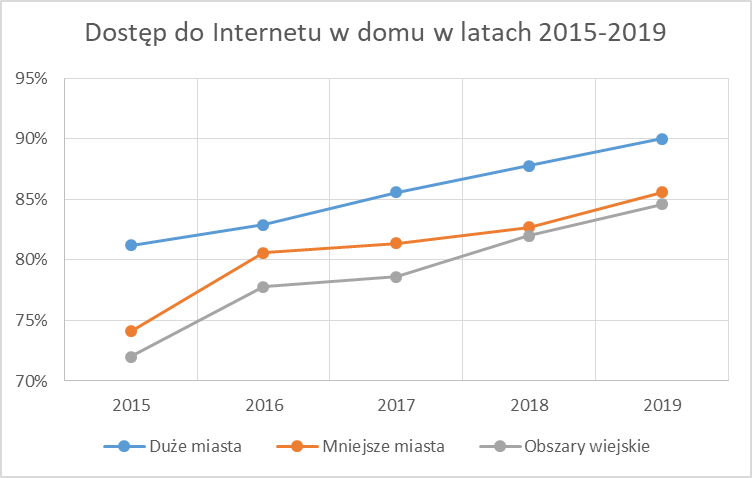 Dostęp do Internetu w domu w latach 2015-2019
95%
90%
85%
80%
75%
70%
2015 2016 2017 2018 2019
Duże miasta Mniejsze miasta Obszary wiejskie